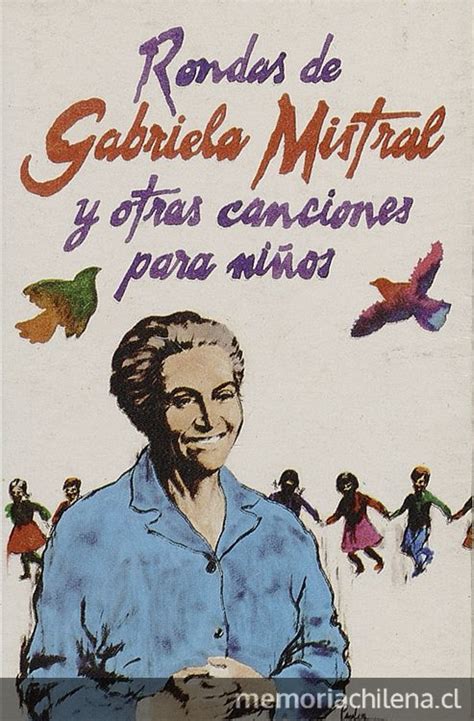 Rondas de
Gabriela Mistral
y otras canciones
para niños
memoriachilena.cl